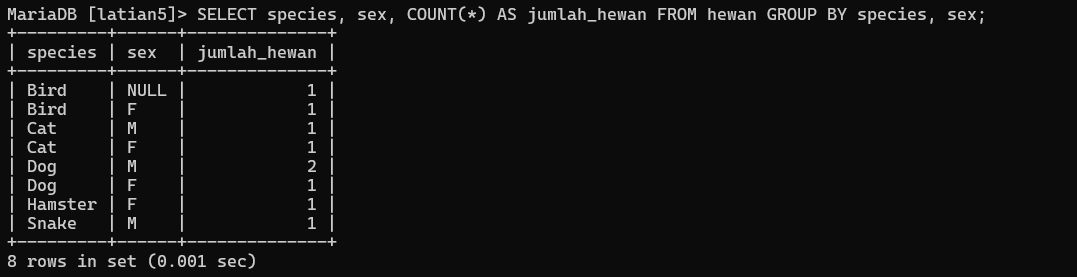 MariaDB [latian5]> SELECT species, sex, COUNT(*) AS jumlah_hewan FROM hewan GROUP BY species, sex;
+---------+------+--------------+
| species | sex  | jumlah_hewan |
+---------+------+--------------+
| Bird    | NULL |            1 |
| Bird    | F    |            1 |
| Cat     | M    |            1 |
| Cat     | F    |            1 |
| Dog     | M    |            2 |
| Dog     | F    |            1 |
| Hamster | F    |            1 |
| Snake   | M    |            1 |
+---------+------+--------------+
8 rows in set (0.001 sec)